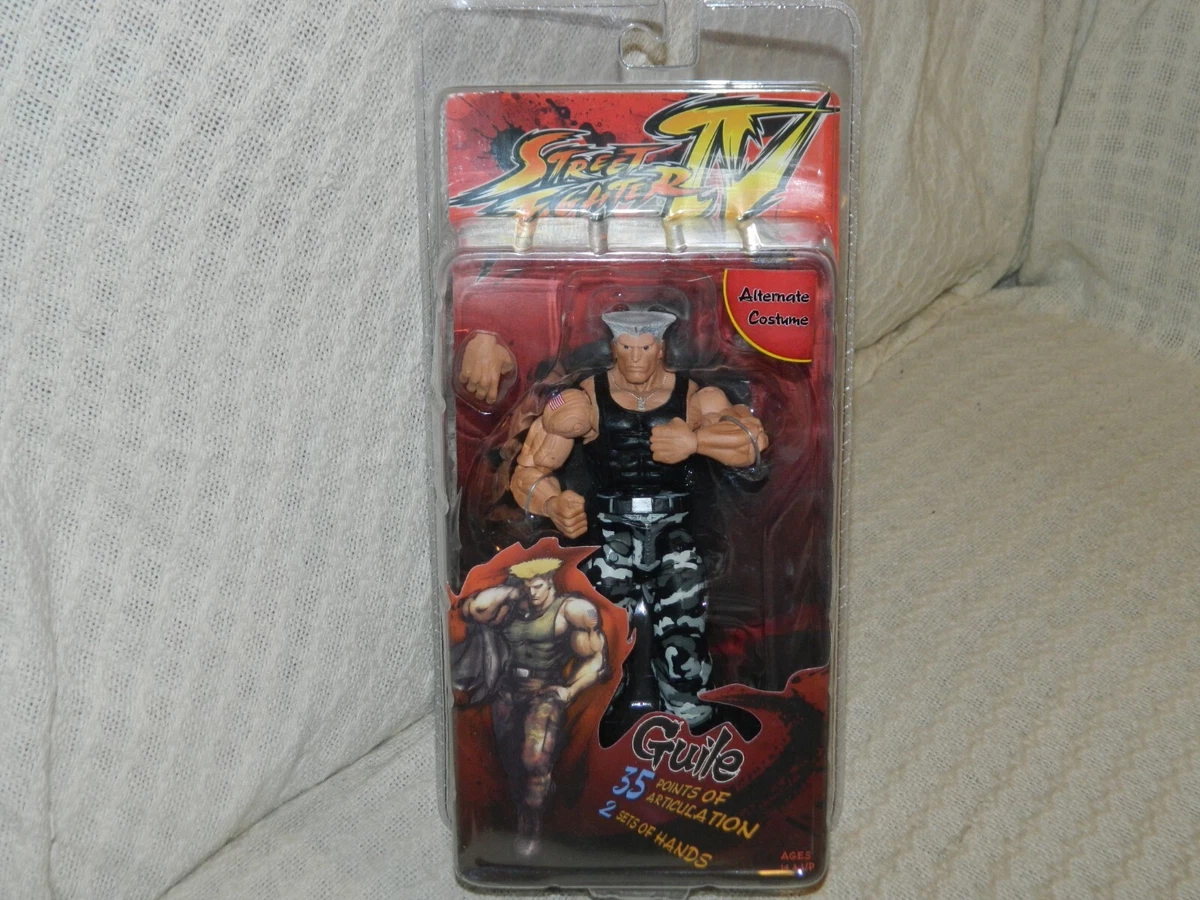 STREET
FIGHTER IV
Alternate
Costume
Guile
35 POINTS OF
ARTICULATION
2 SETS OF HANDS
AGES